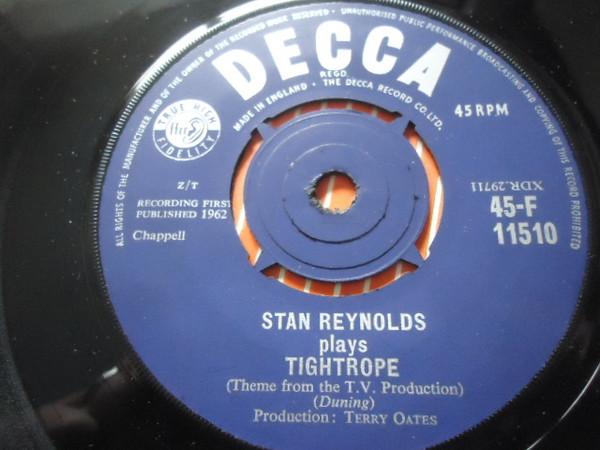 ALL RIGHTS OF THE MANUFACTURER AND OF THE OWNER OF THE RECORDED WORK RESERVED • UNAUTHORISED PUBLIC PERFORMANCE BROADCASTING AND COPYING OF THIS RECORD PROHIBITED
DECCA
REGD.
MADE IN ENGLAND • THE DECCA RECORD CO. LTD.
TRUE HIGH
ffrr
FIDELITY
45 RPM
Z/T
XDR.29711
RECORDING FIRST
PUBLISHED 1962
45-F
11510
Chappell
STAN REYNOLDS
plays
TIGHTROPE
(Theme from the T.V. Production)
(Duning)
Production: TERRY OATES